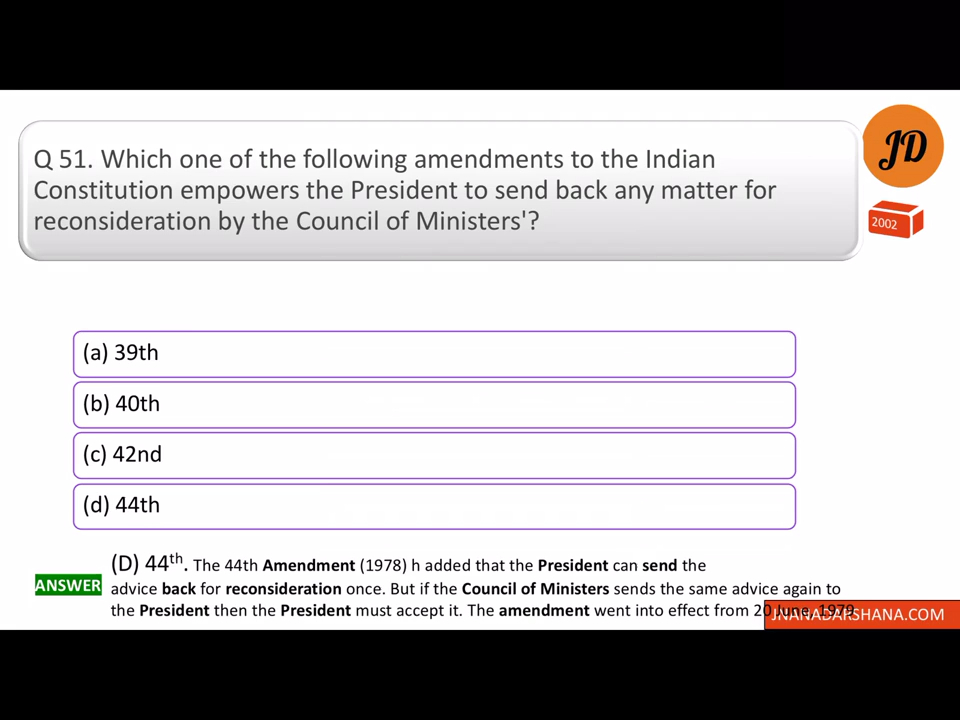 Q 51. Which one of the following amendments to the Indian
Constitution empowers the President to send back any matter for
reconsideration by the Council of Ministers'?
JD
2002
(a) 39th
(b) 40th
(c) 42nd
(d) 44th
(D) 44th. The 44th Amendment (1978) h added that the President can send the
ANSWER advice back for reconsideration once. But if the Council of Ministers sends the same advice again to
the President then the President must accept it. The amendment went into effect from 20 June, 1979
JNANADARSHANA.COM